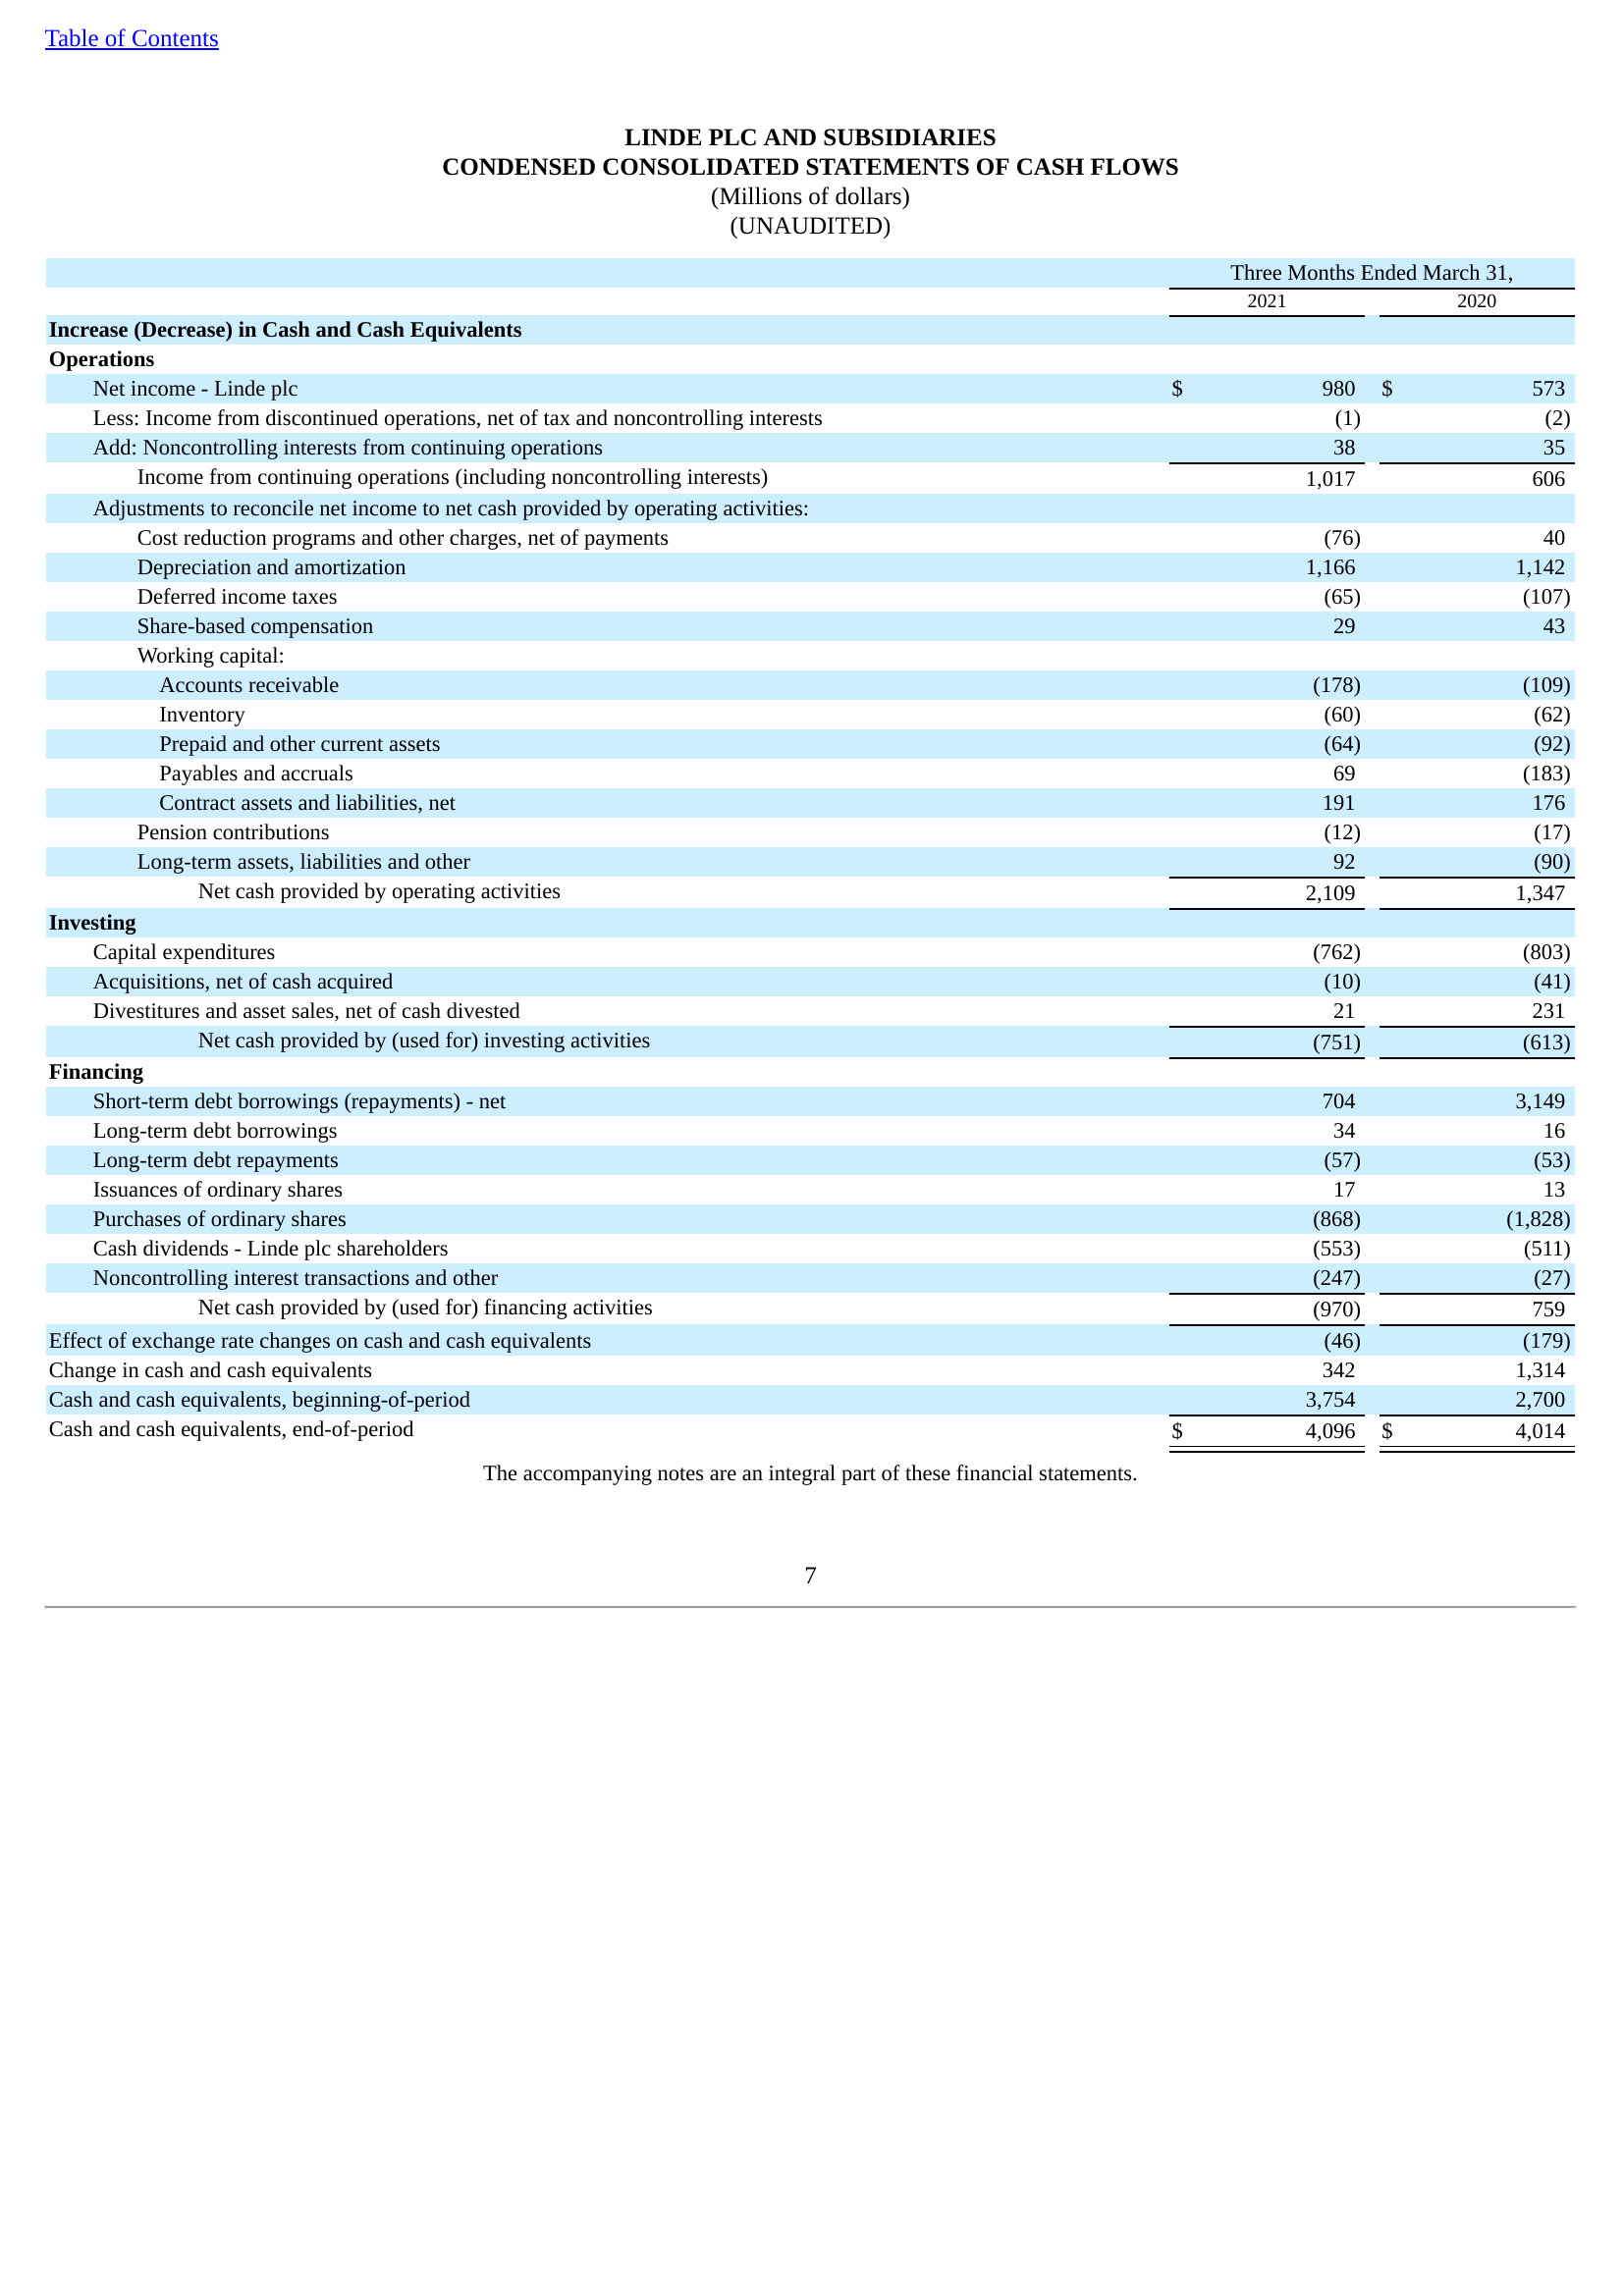 Table of Contents
LINDE PLC AND SUBSIDIARIES
CONDENSED CONSOLIDATED STATEMENTS OF CASH FLOWS
(Millions of dollars)
(UNAUDITED)
Three Months Ended March 31,
2021 2020
Increase (Decrease) in Cash and Cash Equivalents
Operations
Net income - Linde plc $ 980 $ 573
Less: Income from discontinued operations, net of tax and noncontrolling interests (1) (2)
Add: Noncontrolling interests from continuing operations 38 35
Income from continuing operations (including noncontrolling interests) 1,017 606
Adjustments to reconcile net income to net cash provided by operating activities:
Cost reduction programs and other charges, net of payments (76) 40
Depreciation and amortization 1,166 1,142
Deferred income taxes (65) (107)
Share-based compensation 29 43
Working capital:
Accounts receivable (178) (109)
Inventory (60) (62)
Prepaid and other current assets (64) (92)
Payables and accruals 69 (183)
Contract assets and liabilities, net 191 176
Pension contributions (12) (17)
Long-term assets, liabilities and other 92 (90)
Net cash provided by operating activities 2,109 1,347
Investing
Capital expenditures (762) (803)
Acquisitions, net of cash acquired (10) (41)
Divestitures and asset sales, net of cash divested 21 231
Net cash provided by (used for) investing activities (751) (613)
Financing
Short-term debt borrowings (repayments) - net 704 3,149
Long-term debt borrowings 34 16
Long-term debt repayments (57) (53)
Issuances of ordinary shares 17 13
Purchases of ordinary shares (868) (1,828)
Cash dividends - Linde plc shareholders (553) (511)
Noncontrolling interest transactions and other (247) (27)
Net cash provided by (used for) financing activities (970) 759
Effect of exchange rate changes on cash and cash equivalents (46) (179)
Change in cash and cash equivalents 342 1,314
Cash and cash equivalents, beginning-of-period 3,754 2,700
Cash and cash equivalents, end-of-period $ 4,096 $ 4,014
The accompanying notes are an integral part of these financial statements.
7